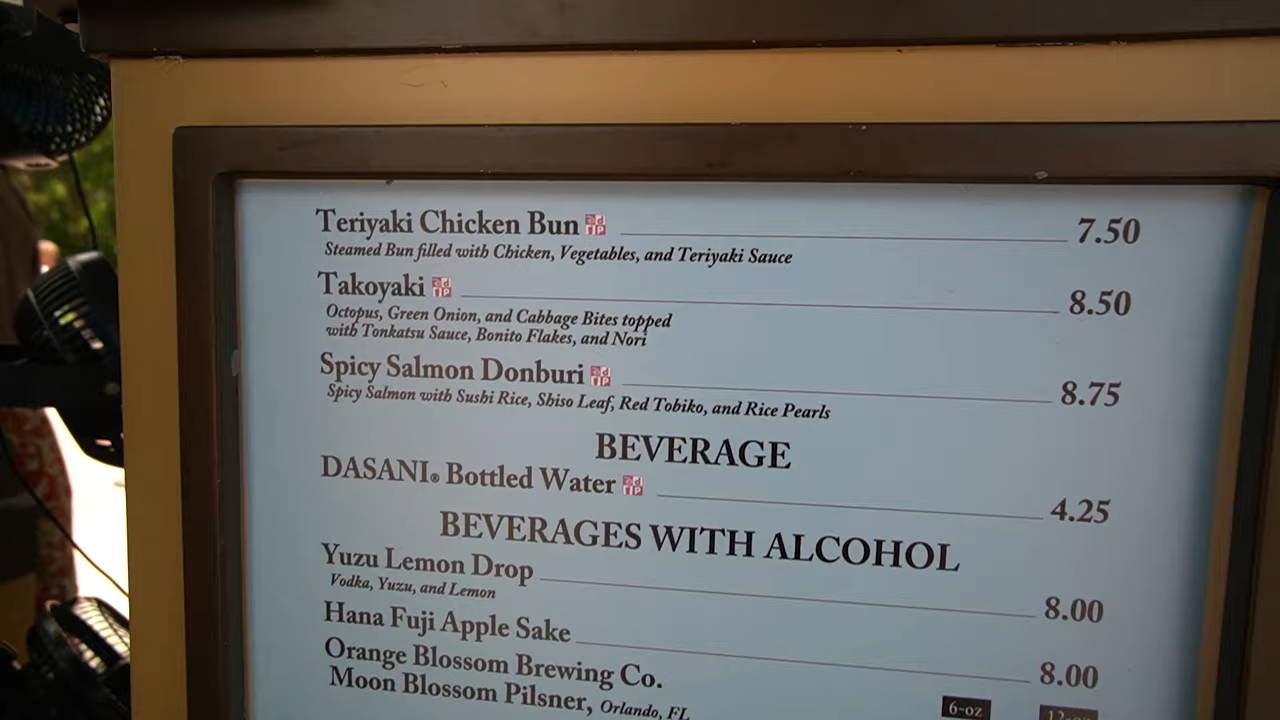 Teriyaki Chicken Bun 7.50
Steamed Bun filled with Chicken, Vegetables, and Teriyaki Sauce
Takoyaki 8.50
Octopus, Green Onion, and Cabbage Bites topped
with Tonkatsu Sauce, Bonito Flakes, and Nori
Spicy Salmon Donburi 8.75
Spicy Salmon with Sushi Rice, Shiso Leaf, Red Tobiko, and Rice Pearls
BEVERAGE
DASANI® Bottled Water 4.25
BEVERAGES WITH ALCOHOL
Yuzu Lemon Drop 8.00
Vodka, Yuzu, and Lemon
Hana Fuji Apple Sake 8.00
Orange Blossom Brewing Co.
Moon Blossom Pilsner, Orlando, FL
6-oz